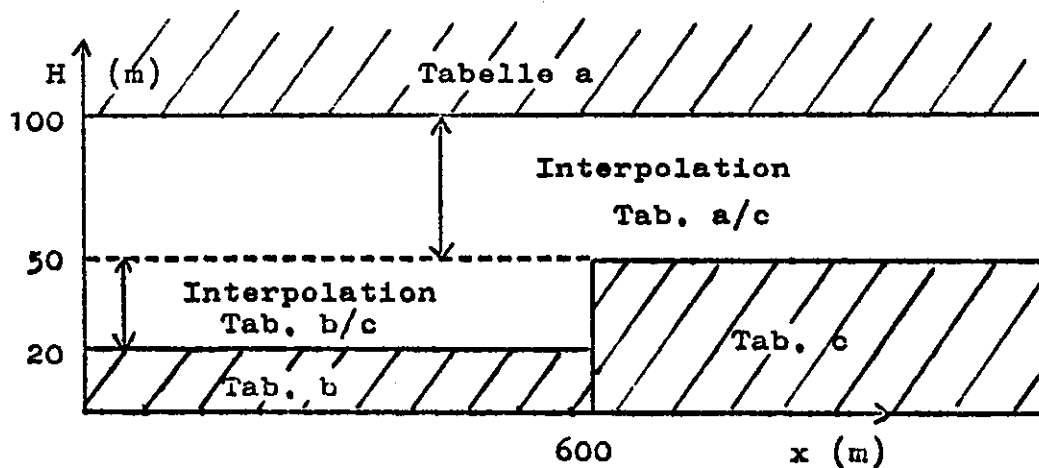 H (m)
Tabelle a
100
Interpolation
Tab. a/c
50
Interpolation
Tab. b/c
20
Tab. b
Tab. c
600
x (m)